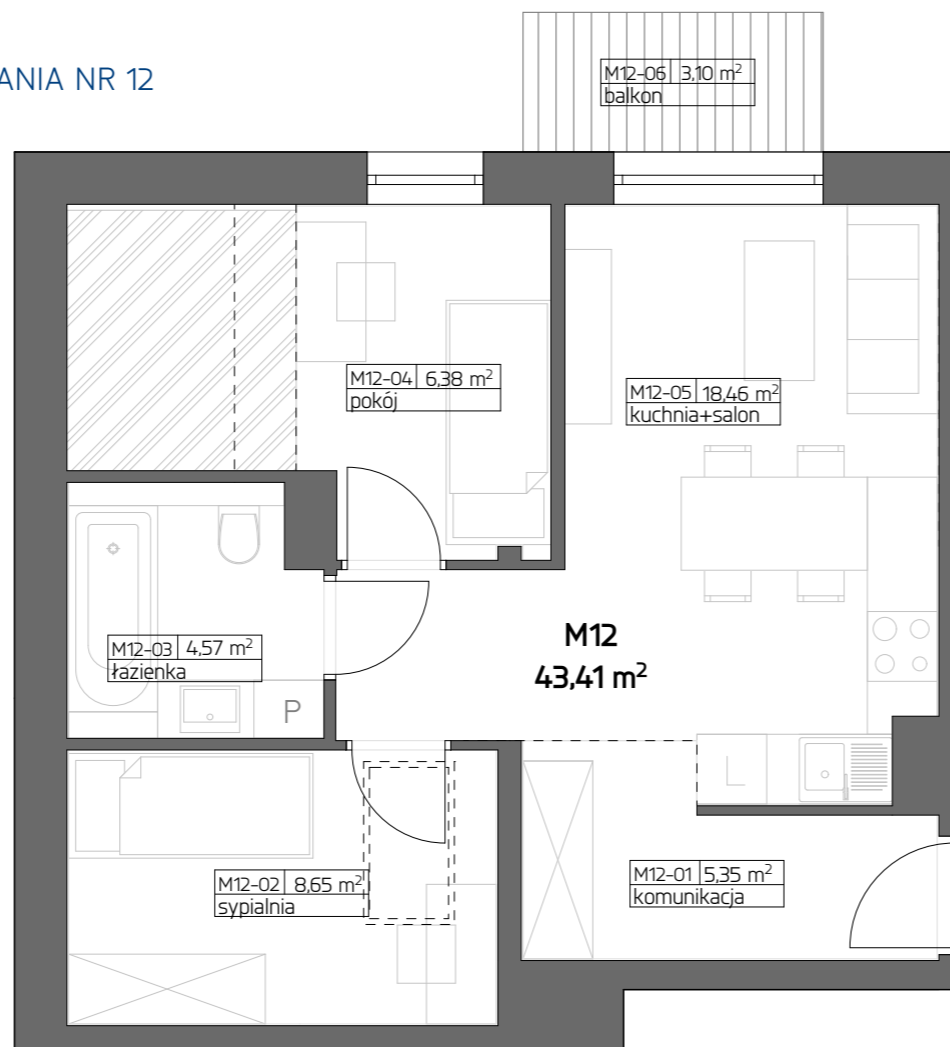 ANIA NR 12
M12-06 3,10 m²
balkon
M12-04 6,38 m²
pokój
M12-05 18,46 m²
kuchnia+salon
M12
43,41 m²
M12-03 4,57 m²
łazienka
P
L
M12-02 8,65 m²
sypialnia
M12-01 5,35 m²
komunikacja